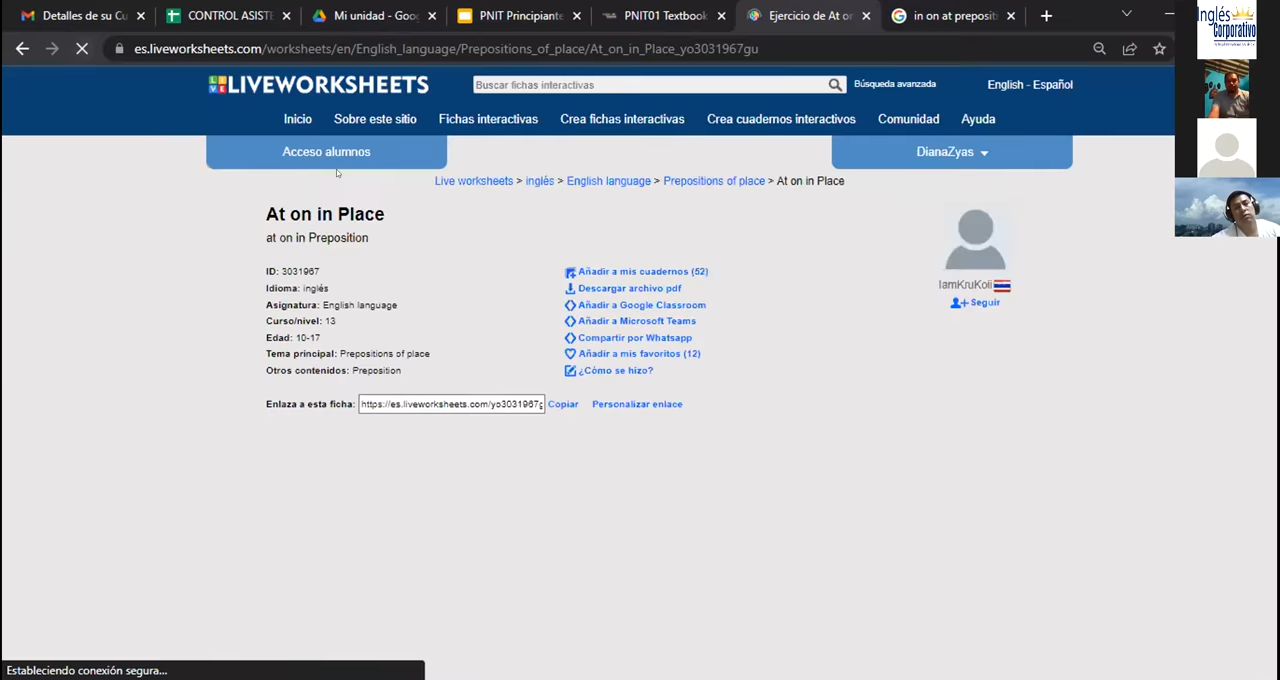 Detalles de su Cu
CONTROL ASIST
Mi unidad - Goo
PNIT Principiante
PNIT01 Textbook
Ejercicio de At or
in on at preposit
es.liveworksheets.com/worksheets/en/English_language/Prepositions_of_place/At_on_in_Place_yo3031967gu
Inglés
Corporativo
LIVEWORKSHEETS
Buscar fichas interactivas
Búsqueda avanzada
English - Español
Inicio
Sobre este sitio
Fichas interactivas
Crea fichas interactivas
Crea cuadernos interactivos
Comunidad
Ayuda
Acceso alumnos
DianaZyas
Live worksheets > inglés > English language > Prepositions of place > At on in Place
At on in Place
at on in Preposition
ID: 3031967
Idioma: inglés
Asignatura: English language
Curso/nivel: 13
Edad: 10-17
Tema principal: Prepositions of place
Otros contenidos: Preposition
Añadir a mis cuadernos (52)
Descargar archivo pdf
Añadir a Google Classroom
Añadir a Microsoft Teams
Compartir por Whatsapp
Añadir a mis favoritos (12)
¿Cómo se hizo?
IamKruKoii
Seguir
Enlaza a esta ficha: https://es.liveworksheets.com/yo3031967g Copiar Personalizar enlace
Estableciendo conexión segura...